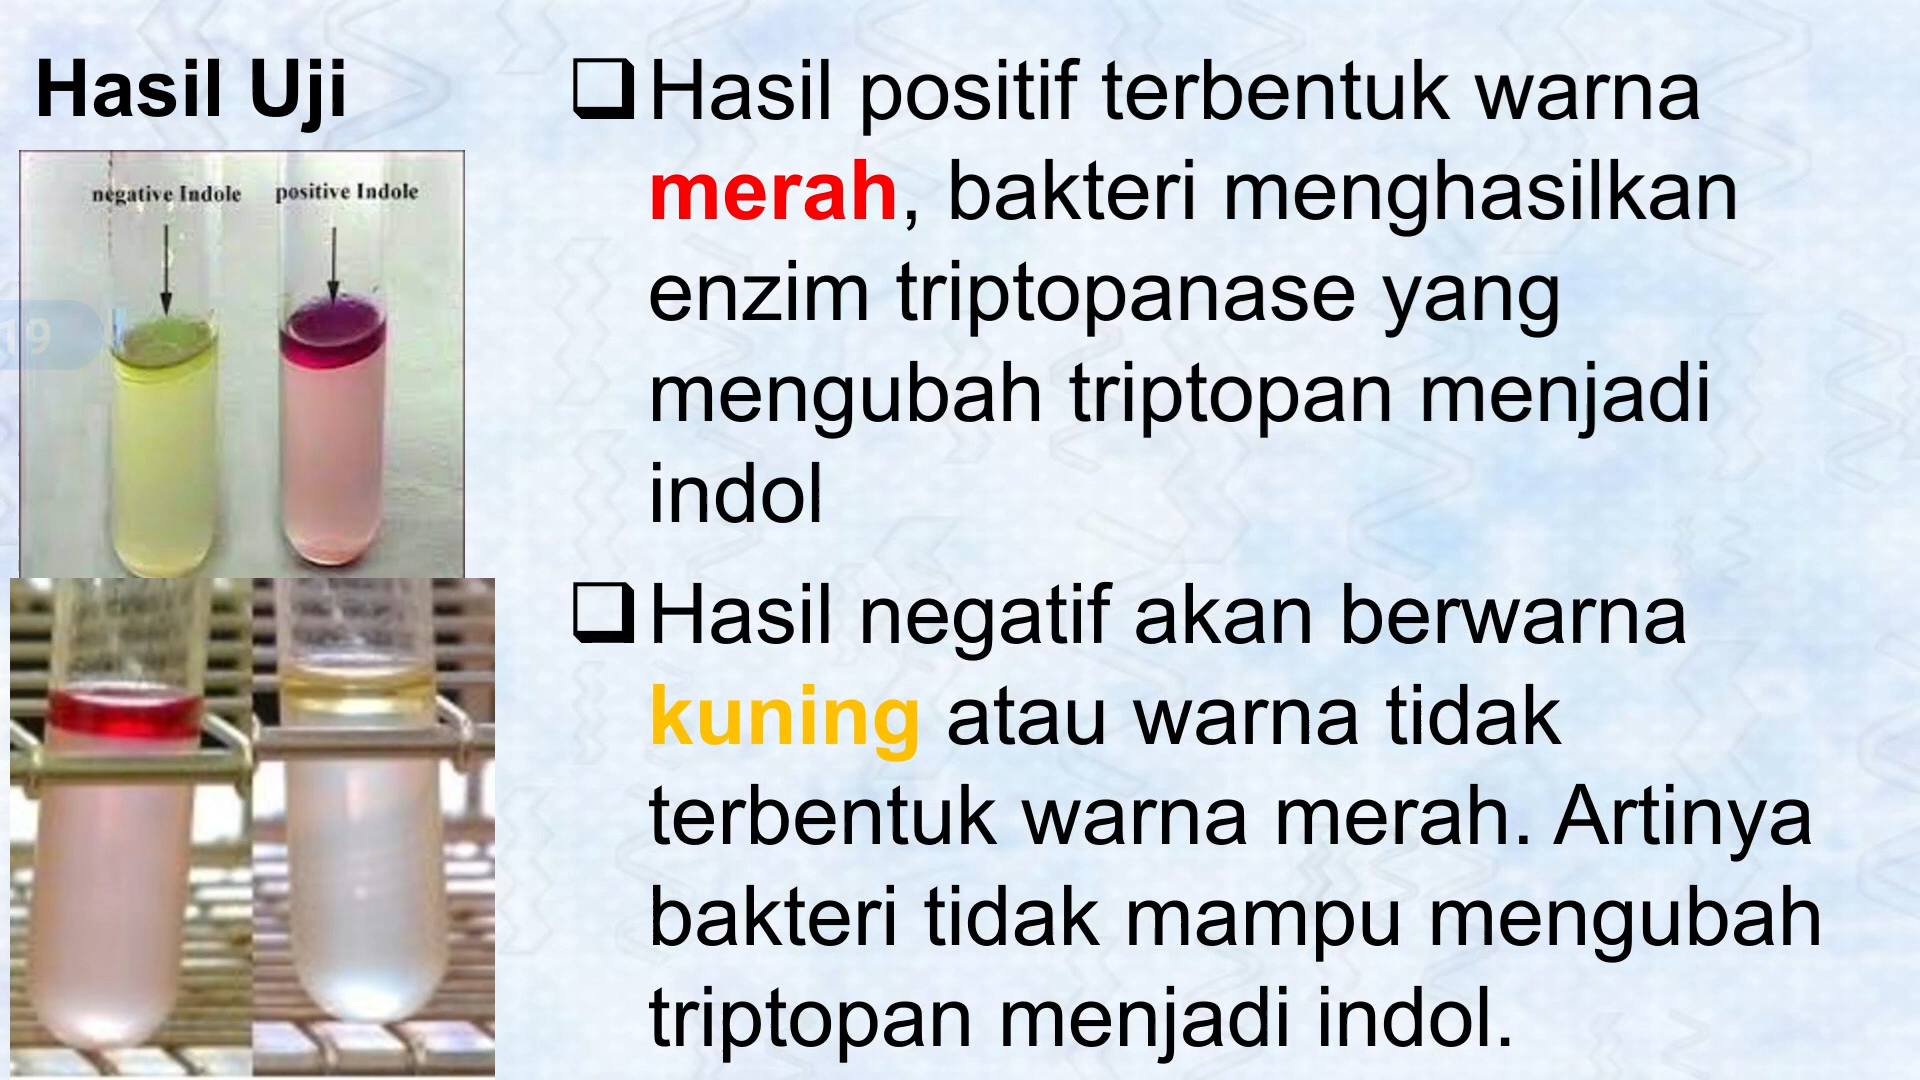 Hasil Uji
negative Indole positive Indole
19
Hasil positif terbentuk warna
merah, bakteri menghasilkan
enzim triptopanase yang
mengubah triptopan menjadi
indol
Hasil negatif akan berwarna
kuning atau warna tidak
terbentuk warna merah. Artinya
bakteri tidak mampu mengubah
triptopan menjadi indol.